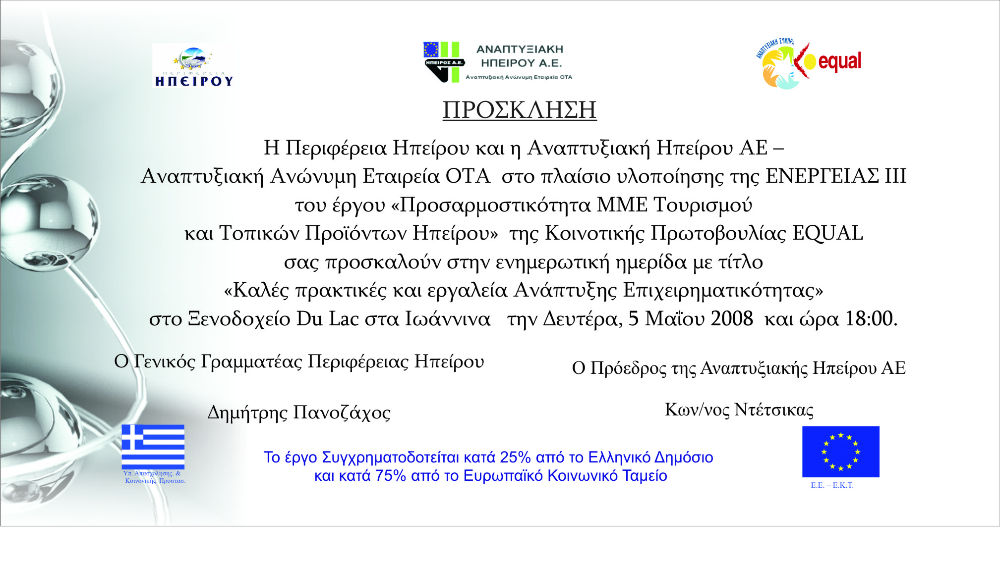 ΠΕΡΙΦΕΡΕΙΑ
ΗΠΕΙΡΟΥ
ΗΠΕΙΡΟΣ Α.Ε.
ΑΝΑΠΤΥΞΙΑΚΗ
ΗΠΕΙΡΟΥ Α.Ε.
Αναπτυξιακή Ανώνυμη Εταιρεία ΟΤΑ
ΑΝΑΠΤΥΞΙΑΚΗ ΣΥΜΠΡΑ
equal
ΠΡΟΣΚΛΗΣΗ
Η Περιφέρεια Ηπείρου και η Αναπτυξιακή Ηπείρου ΑΕ –
Αναπτυξιακή Ανώνυμη Εταιρεία ΟΤΑ στο πλαίσιο υλοποίησης της ΕΝΕΡΓΕΙΑΣ ΙΙΙ
του έργου «Προσαρμοστικότητα ΜΜΕ Τουρισμού
και Τοπικών Προϊόντων Ηπείρου» της Κοινοτικής Πρωτοβουλίας EQUAL
σας προσκαλούν στην ενημερωτική ημερίδα με τίτλο
«Καλές πρακτικές και εργαλεία Ανάπτυξης Επιχειρηματικότητας»
στο Ξενοδοχείο Du Lac στα Ιωάννινα την Δευτέρα, 5 Μαΐου 2008 και ώρα 18:00.
Ο Γενικός Γραμματέας Περιφέρειας Ηπείρου
Ο Πρόεδρος της Αναπτυξιακής Ηπείρου ΑΕ
Δημήτρης Πανοζάχος
Κων/νος Ντέτσικας
Το έργο Συγχρηματοδοτείται κατά 25% από το Ελληνικό Δημόσιο
και κατά 75% από το Ευρωπαϊκό Κοινωνικό Ταμείο
Υπ. Απασχολησης. &
Κοινονικής Προστασ.
Ε.Ε. – Ε.Κ.Τ.